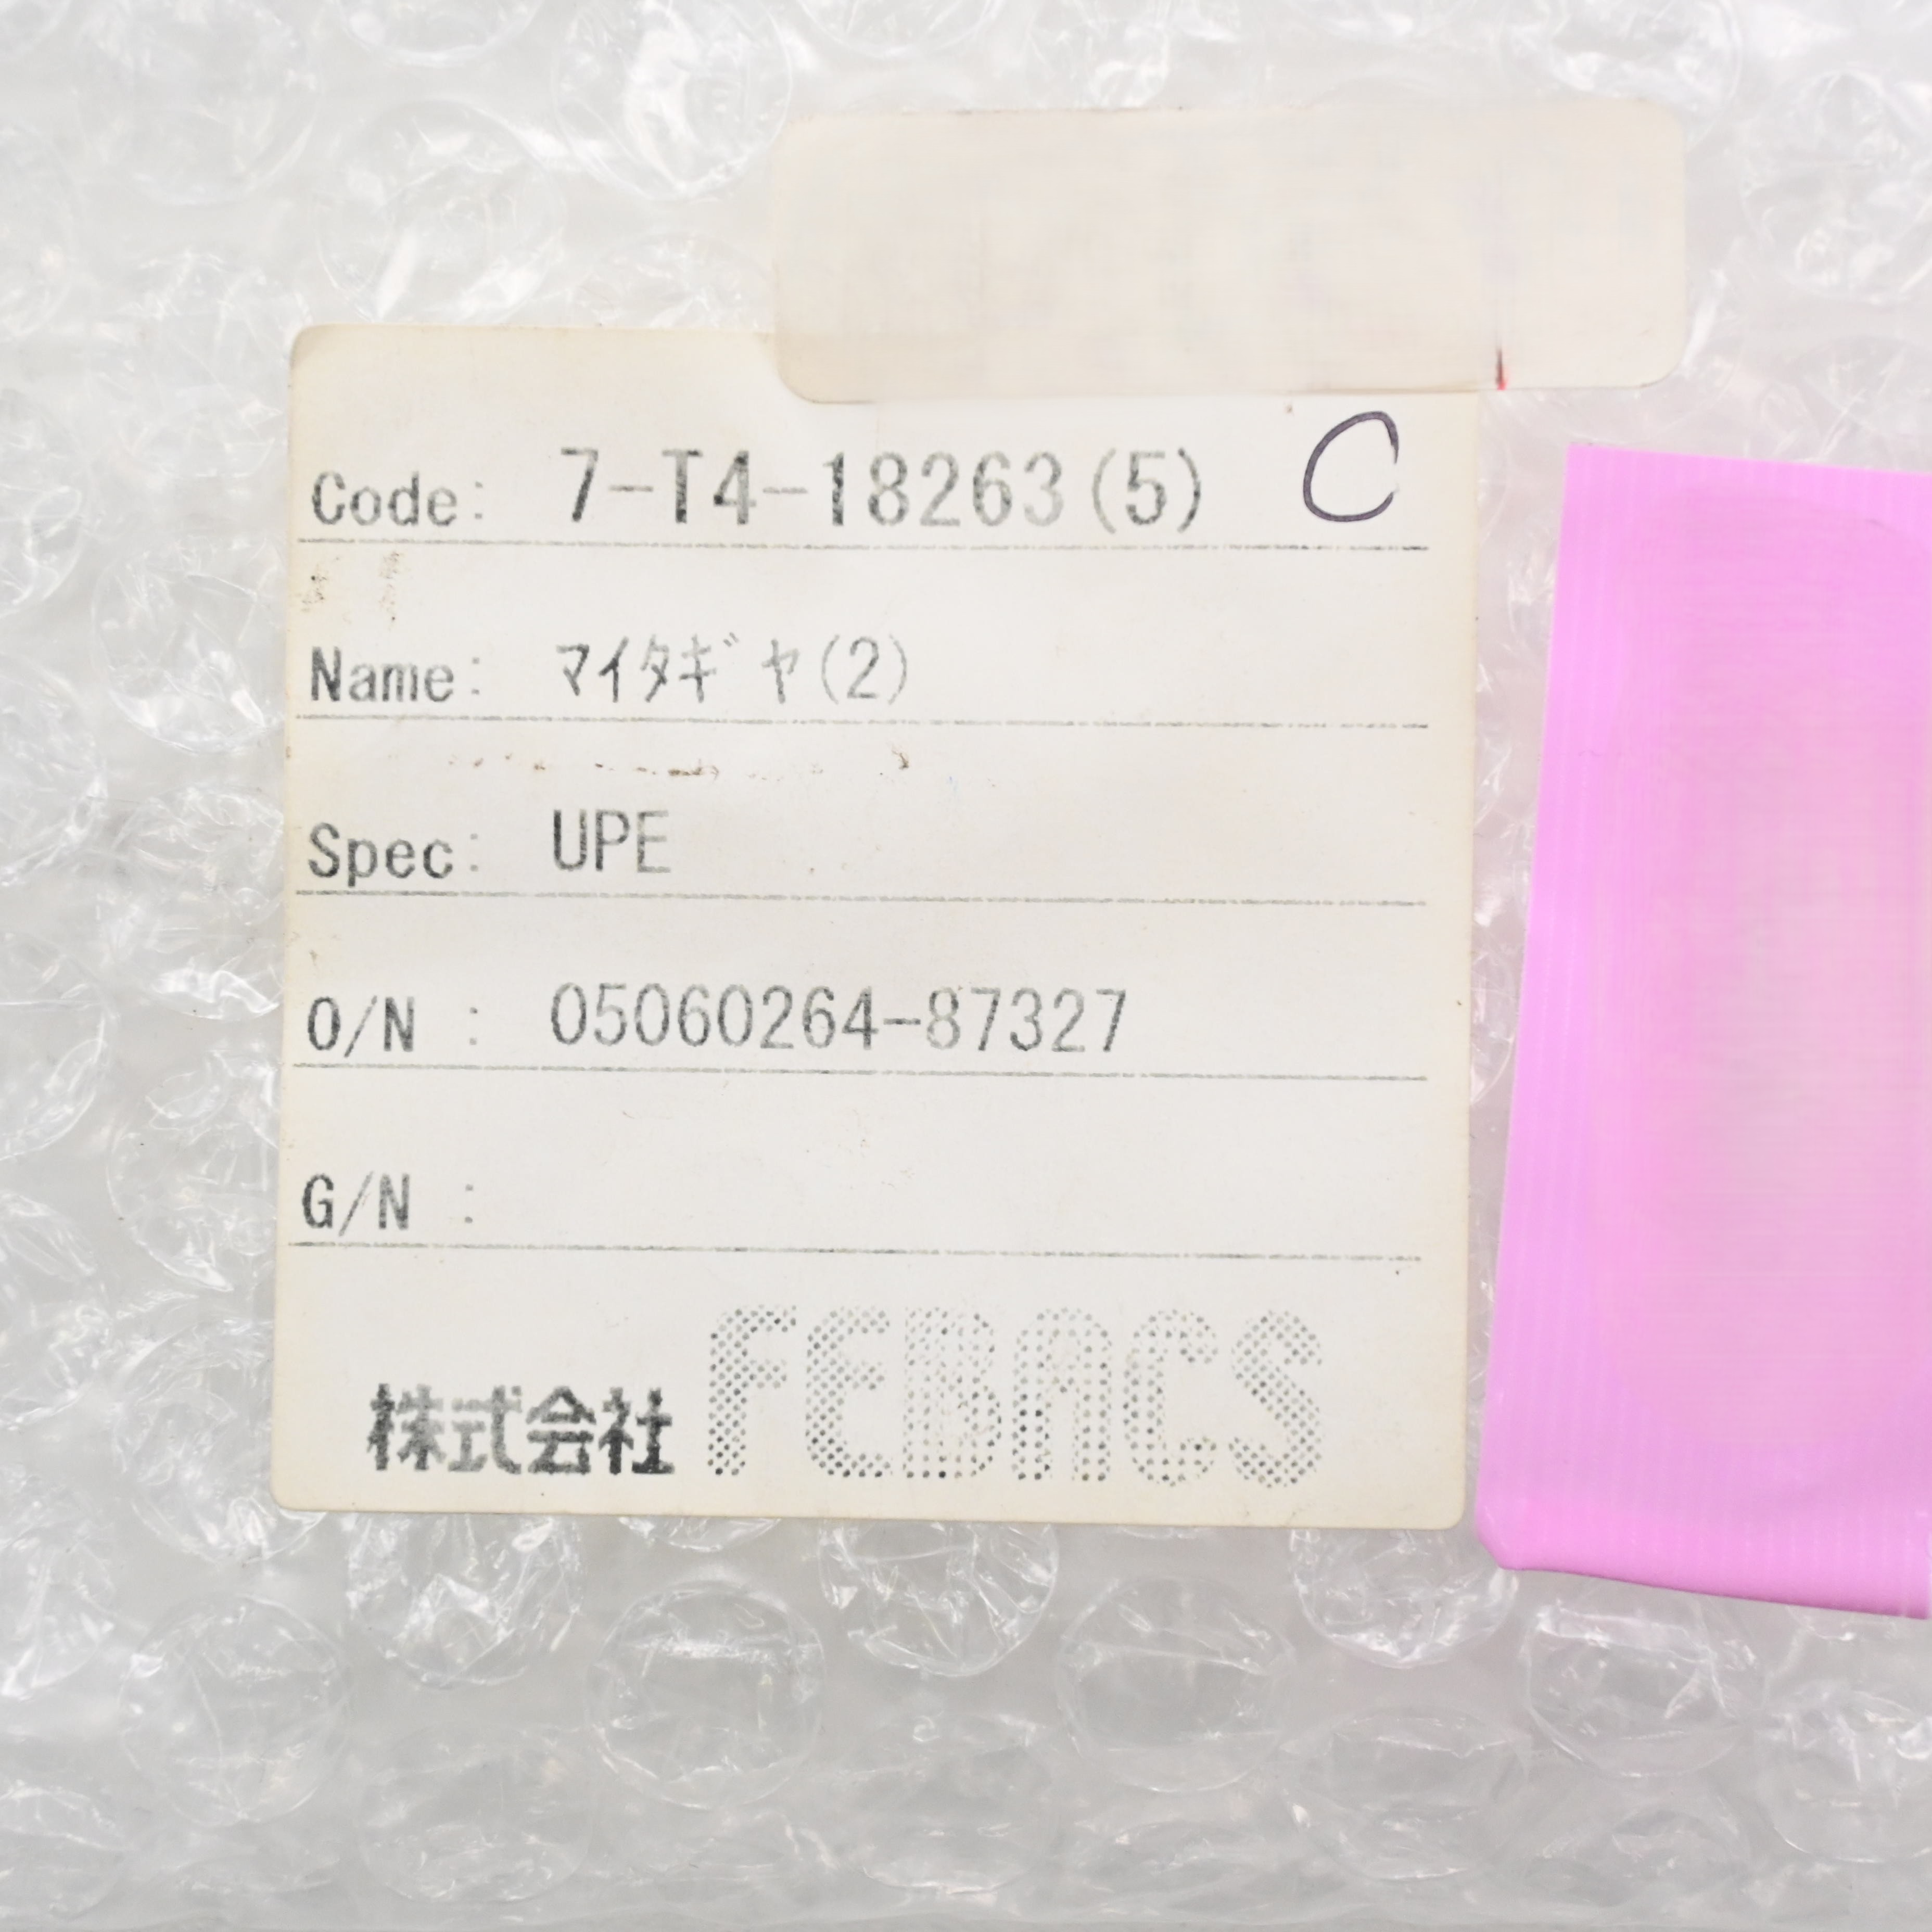 Code: 7-T4-18263(5) C
Name: マイタギヤ(2)
Spec: UPE
O/N : 05060264-87327
G/N :
株式会社 FEBACS